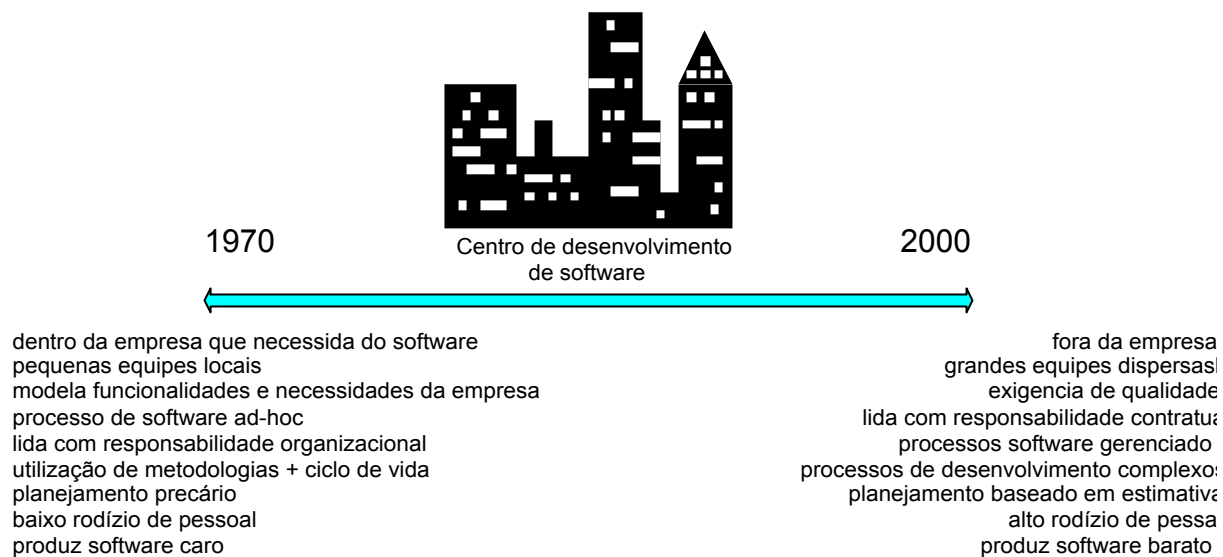 1970
Centro de desenvolvimento
de software
2000
dentro da empresa que necessida do software
pequenas equipes locais
modela funcionalidades e necessidades da empresa
processo de software ad-hoc
lida com responsabilidade organizacional
utilização de metodologias + ciclo de vida
planejamento precário
baixo rodízio de pessoal
produz software caro
fora da empresa
grandes equipes dispersas
exigencia de qualidade
lida com responsabilidade contratua
processos software gerenciado
processos de desenvolvimento complexos
planejamento baseado em estimativa
alto rodízio de pessa
produz software barato